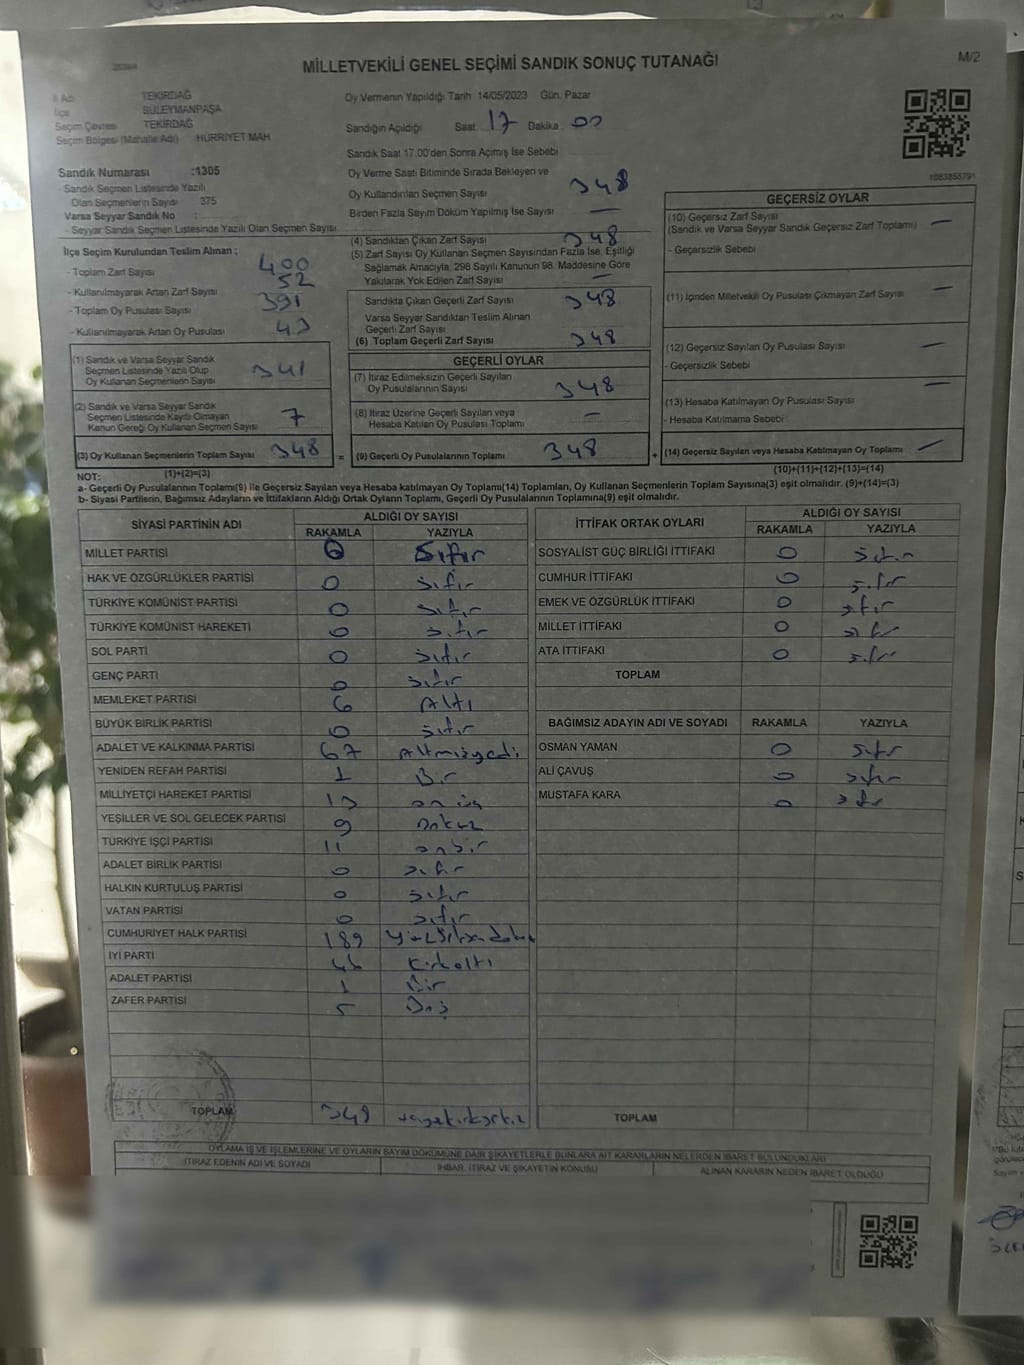 MİLLETVEKİLİ GENEL SEÇİMİ SANDIK SONUÇ TUTANAĞI
M/2
İl Adı TEKİRDAĞ
İlçe SÜLEYMANPAŞA
Seçim Çevresi TEKİRDAĞ
Seçim Bölgesi (Mahalle Adı) HÜRRİYET MAH
Oy Vermenin Yapıldığı Tarih 14/05/2023 Gün. Pazar
Sandığın Açıldığı Saat 17 Dakika 00
Sandık Saat 17.00'den Sonra Açılmış İse Sebebi
1083855791
Sandık Numarası :1305
- Sandık Seçmen Listesinde Yazılı
Olan Seçmenlerin Sayısı 375
Varsa Seyyar Sandık No :
- Seyyar Sandık Seçmen Listesinde Yazılı Olan Seçmen Sayısı
Oy Verme Saati Bitiminde Sırada Bekleyen ve
Oy Kullandırılan Seçmen Sayısı 348
Birden Fazla Sayım Döküm Yapılmış İse Sayısı —
İlçe Seçim Kurulundan Teslim Alınan ;
- Toplam Zarf Sayısı 400
- Kullanılmayarak Artan Zarf Sayısı 52
- Toplam Oy Pusulası Sayısı 391
- Kullanılmayarak Artan Oy Pusulası 43
(4) Sandıktan Çıkan Zarf Sayısı 348
(5) Zarf Sayısı Oy Kullanan Seçmen Sayısından Fazla İse, Eşitliği
Sağlamak Amacıyla, 298 Sayılı Kanunun 98. Maddesine Göre
Yakılarak Yok Edilen Zarf Sayısı —
Sandıkta Çıkan Geçerli Zarf Sayısı 348
Varsa Seyyar Sandıktan Teslim Alınan
Geçerli Zarf Sayısı
(6) Toplam Geçerli Zarf Sayısı 348
GEÇERSİZ OYLAR
(10) Geçersiz Zarf Sayısı
(Sandık ve Varsa Seyyar Sandık Geçersiz Zarf Toplamı) —
- Geçersizlik Sebebi
(11) İçinden Milletvekili Oy Pusulası Çıkmayan Zarf Sayısı —
(12) Geçersiz Sayılan Oy Pusulası Sayısı —
- Geçersizlik Sebebi
(13) Hesaba Katılmayan Oy Pusulası Sayısı —
- Hesaba Katılmama Sebebi
(14) Geçersiz Sayılan veya Hesaba Katılmayan Oy Toplamı —
(10)+(11)+(12)+(13)=(14)
(1) Sandık ve Varsa Seyyar Sandık
Seçmen Listesinde Yazılı Olup
Oy Kullanan Seçmenlerin Sayısı 341
(2) Sandık ve Varsa Seyyar Sandık
Seçmen Listesinde Kayıtlı Olmayan
Kanun Gereği Oy Kullanan Seçmen Sayısı 7
(3) Oy Kullanan Seçmenlerin Toplam Sayısı 348 =
(1)+(2)=(3)
GEÇERLİ OYLAR
(7) İtiraz Edilmeksizin Geçerli Sayılan
Oy Pusulalarının Sayısı 348
(8) İtiraz Üzerine Geçerli Sayılan veya
Hesaba Katılan Oy Pusulası Toplamı —
(9) Geçerli Oy Pusulalarının Toplamı 348 +
NOT:
a- Geçerli Oy Pusulalarının Toplamı(9) ile Geçersiz Sayılan veya Hesaba katılmayan Oy Toplamı(14) Toplamları, Oy Kullanan Seçmenlerin Toplam Sayısına(3) eşit olmalıdır. (9)+(14)=(3)
b- Siyasi Partilerin, Bağımsız Adayların ve İttifakların Aldığı Ortak Oyların Toplamı, Geçerli Oy Pusulalarının Toplamına(9) eşit olmalıdır.
SİYASİ PARTİNİN ADI ALDIĞI OY SAYISI
RAKAMLA YAZIYLA
MİLLET PARTİSİ 0 Sıfır
HAK VE ÖZGÜRLÜKLER PARTİSİ 0 sıfır
TÜRKİYE KOMÜNİST PARTİSİ 0 sıfır
TÜRKİYE KOMÜNİST HAREKETİ 0 sıfır
SOL PARTİ 0 sıfır
GENÇ PARTİ 0 sıfır
MEMLEKET PARTİSİ 6 Altı
BÜYÜK BİRLİK PARTİSİ 0 sıfır
ADALET VE KALKINMA PARTİSİ 67 Altmışyedi
YENİDEN REFAH PARTİSİ 1 Bir
MİLLİYETÇİ HAREKET PARTİSİ 13 onüç
YEŞİLLER VE SOL GELECEK PARTİSİ 9 Dokuz
TÜRKİYE İŞÇİ PARTİSİ 11 onbir
ADALET BİRLİK PARTİSİ 0 sıfır
HALKIN KURTULUŞ PARTİSİ 0 sıfır
VATAN PARTİSİ 0 sıfır
CUMHURİYET HALK PARTİSİ 189 yüzseksendokuz
İYİ PARTİ 46 Kırkaltı
ADALET PARTİSİ 1 Bir
ZAFER PARTİSİ 5 Beş
TOPLAM 348 üçyüzkırksekiz
İTTİFAK ORTAK OYLARI ALDIĞI OY SAYISI
RAKAMLA YAZIYLA
SOSYALİST GÜÇ BİRLİĞİ İTTİFAKI 0 sıfır
CUMHUR İTTİFAKI 0 sıfır
EMEK VE ÖZGÜRLÜK İTTİFAKI 0 sıfır
MİLLET İTTİFAKI 0 sıfır
ATA İTTİFAKI 0 sıfır
TOPLAM
BAĞIMSIZ ADAYIN ADI VE SOYADI RAKAMLA YAZIYLA
OSMAN YAMAN 0 sıfır
ALİ ÇAVUŞ 0 sıfır
MUSTAFA KARA 0 sıfır
TOPLAM
OYLAMA İŞ VE İŞLEMLERİNE VE OYLARIN SAYIM DÖKÜMÜNE DAİR ŞİKAYETLERLE BUNLARA AİT KARARLARIN NELERDEN İBARET BULUNDUKLARI
İTİRAZ EDENİN ADI VE SOYADI İHBAR, İTİRAZ VE ŞİKAYETİN KONUSU ALINAN KARARIN NEDEN İBARET OLDUĞU